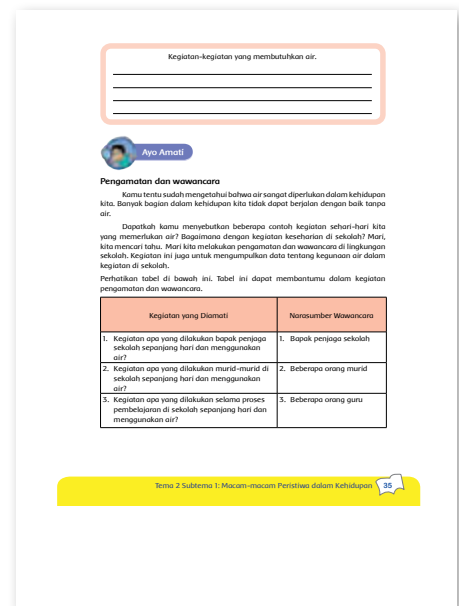 Kegiatan-kegiatan yang membutuhkan air.
Ayo Amati
Pengamatan dan wawancara
Kamu tentu sudah mengetahui bahwa air sangat diperlukan dalam kehidupan
kita. Banyak bagian dalam kehidupan kita tidak dapat berjalan dengan baik tanpa
air.
Dapatkah kamu menyebutkan beberapa contoh kegiatan sehari-hari kita
yang memerlukan air? Bagaimana dengan kegiatan keseharian di sekolah? Mari,
kita mencari tahu. Mari kita melakukan pengamatan dan wawancara di lingkungan
sekolah. Kegiatan ini juga untuk mengumpulkan data tentang kegunaan air dalam
kegiatan di sekolah.
Perhatikan tabel di bawah ini. Tabel ini dapat membantumu dalam kegiatan
pengamatan dan wawancara.
Kegiatan yang Diamati
Narasumber Wawancara
1. Kegiatan apa yang dilakukan bapak penjaga
sekolah sepanjang hari dan menggunakan
air?
1. Bapak penjaga sekolah
2. Kegiatan apa yang dilakukan murid-murid di
sekolah sepanjang hari dan menggunakan
air?
2. Beberapa orang murid
3. Kegiatan apa yang dilakukan selama proses
pembelajaran di sekolah sepanjang hari dan
menggunakan air?
3. Beberapa orang guru
Tema 2 Subtema 1: Macam-macam Peristiwa dalam Kehidupan
35